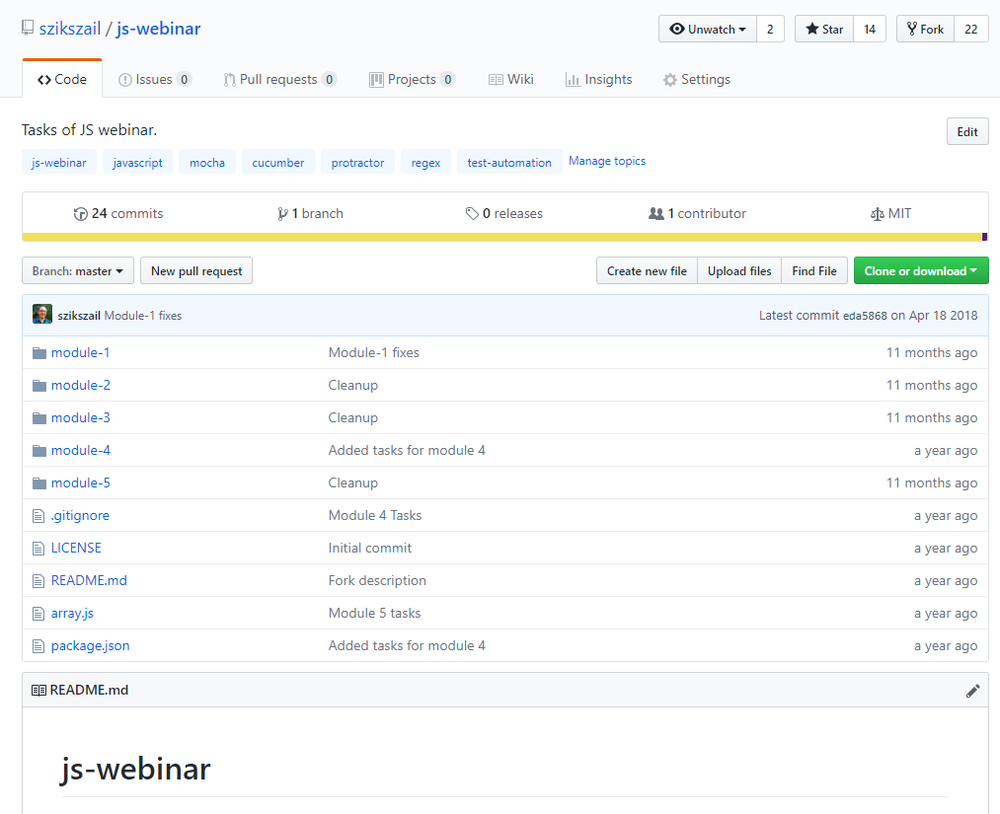 szikszail / js-webinar
Unwatch 2 Star 14 Fork 22
Code Issues 0 Pull requests 0 Projects 0 Wiki Insights Settings
Tasks of JS webinar. Edit
js-webinar javascript mocha cucumber protractor regex test-automation Manage topics
24 commits 1 branch 0 releases 1 contributor MIT
Branch: master New pull request Create new file Upload files Find File Clone or download
szikszail Module-1 fixes Latest commit eda5868 on Apr 18 2018
module-1 Module-1 fixes 11 months ago
module-2 Cleanup 11 months ago
module-3 Cleanup 11 months ago
module-4 Added tasks for module 4 a year ago
module-5 Cleanup 11 months ago
.gitignore Module 4 Tasks a year ago
LICENSE Initial commit a year ago
README.md Fork description a year ago
array.js Module 5 tasks a year ago
package.json Added tasks for module 4 a year ago
README.md
js-webinar